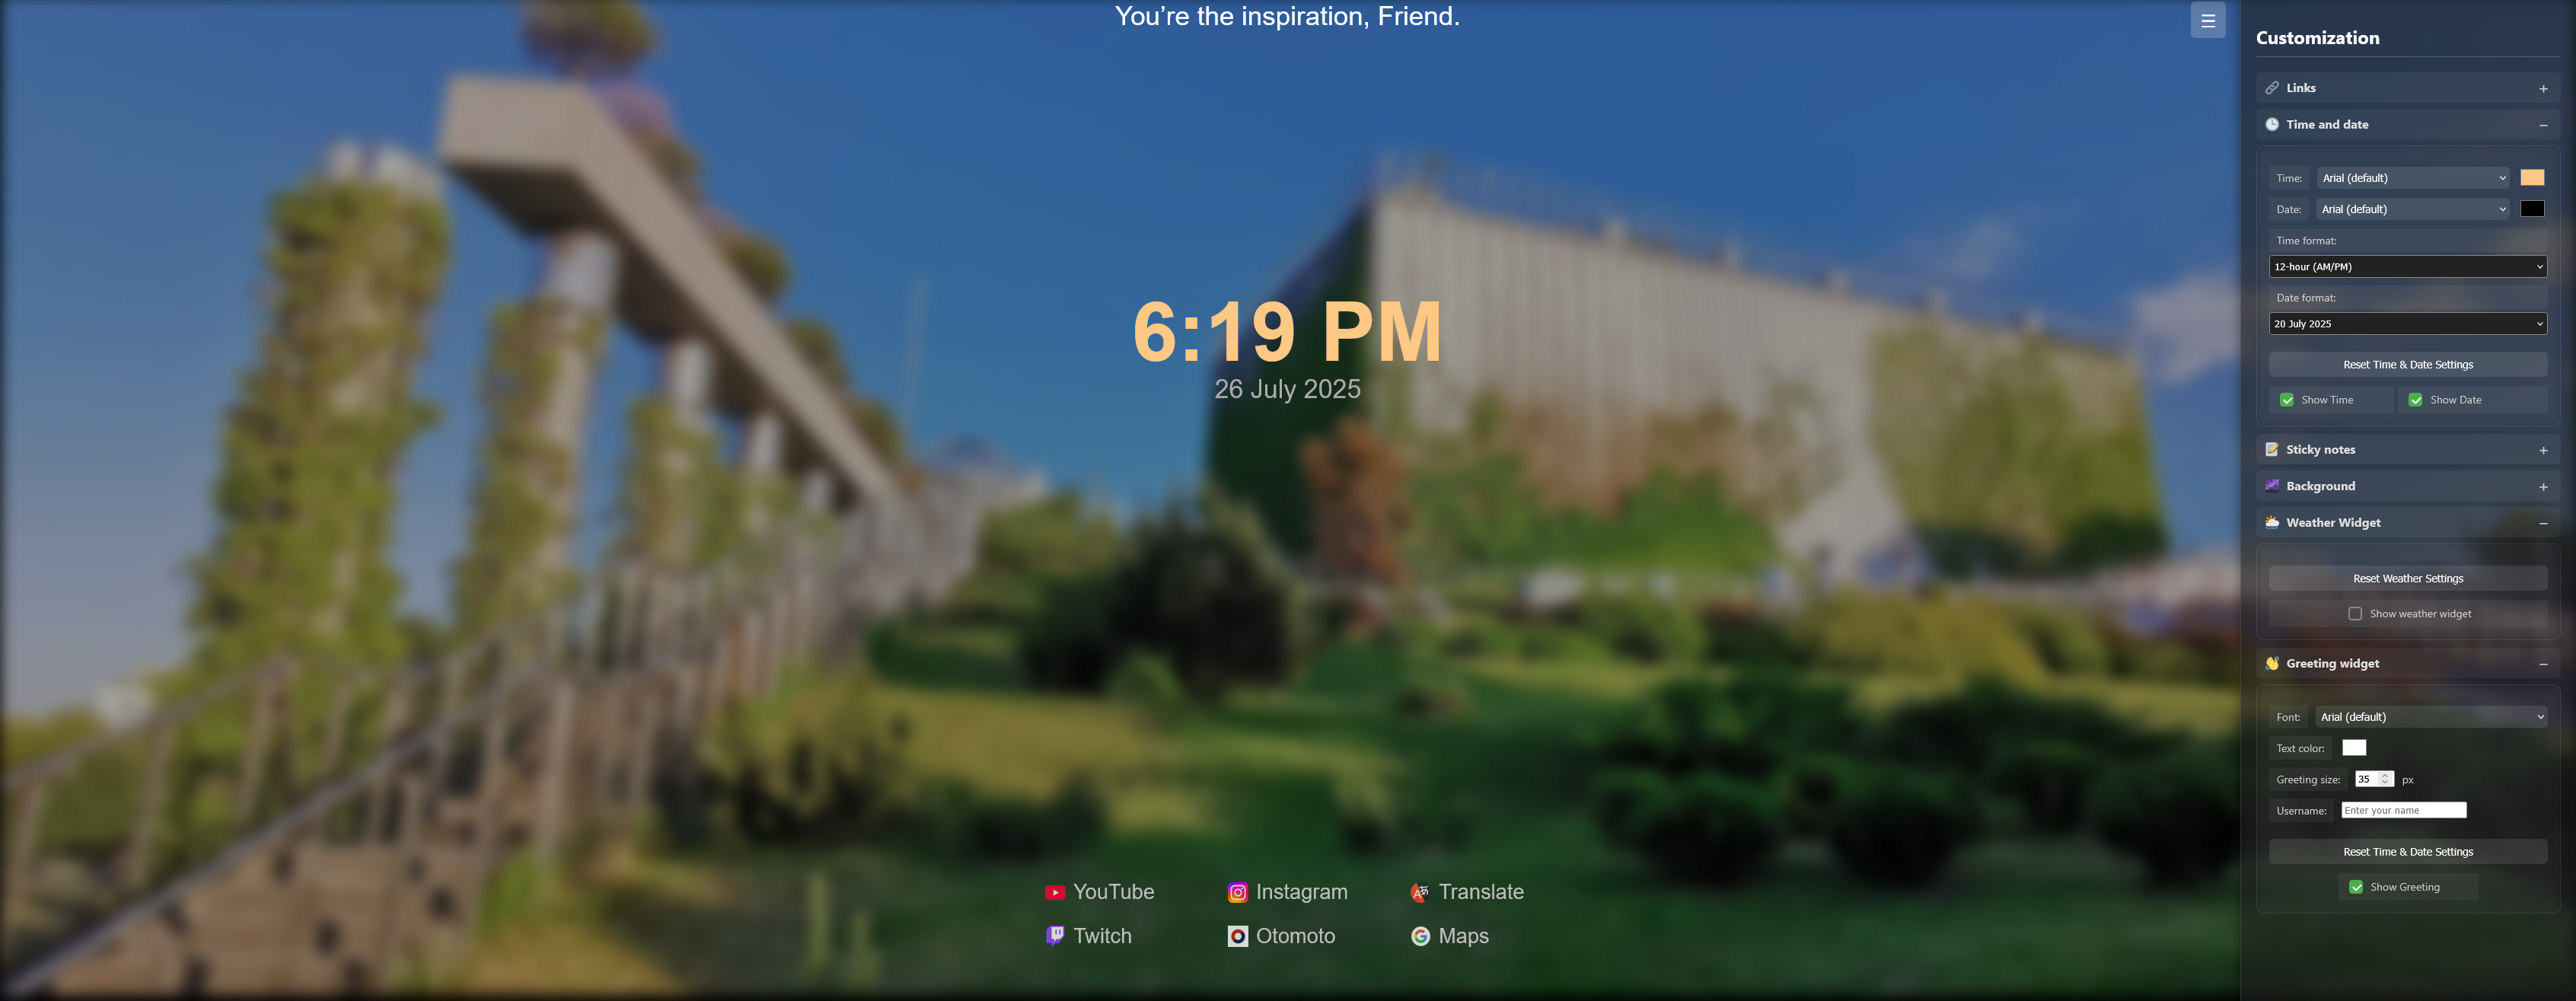 You’re the inspiration, Friend.
6:19 PM
26 July 2025
YouTube
Instagram
Translate
Twitch
Otomoto
Maps
Customization
Links
Time and date
Time: Arial (default)
Date: Arial (default)
Time format:
12-hour (AM/PM)
Date format:
20 July 2025
Reset Time & Date Settings
Show Time Show Date
Sticky notes
Background
Weather Widget
Reset Weather Settings
Show weather widget
Greeting widget
Font: Arial (default)
Text color:
Greeting size: 35 px
Username: Enter your name
Reset Time & Date Settings
Show Greeting